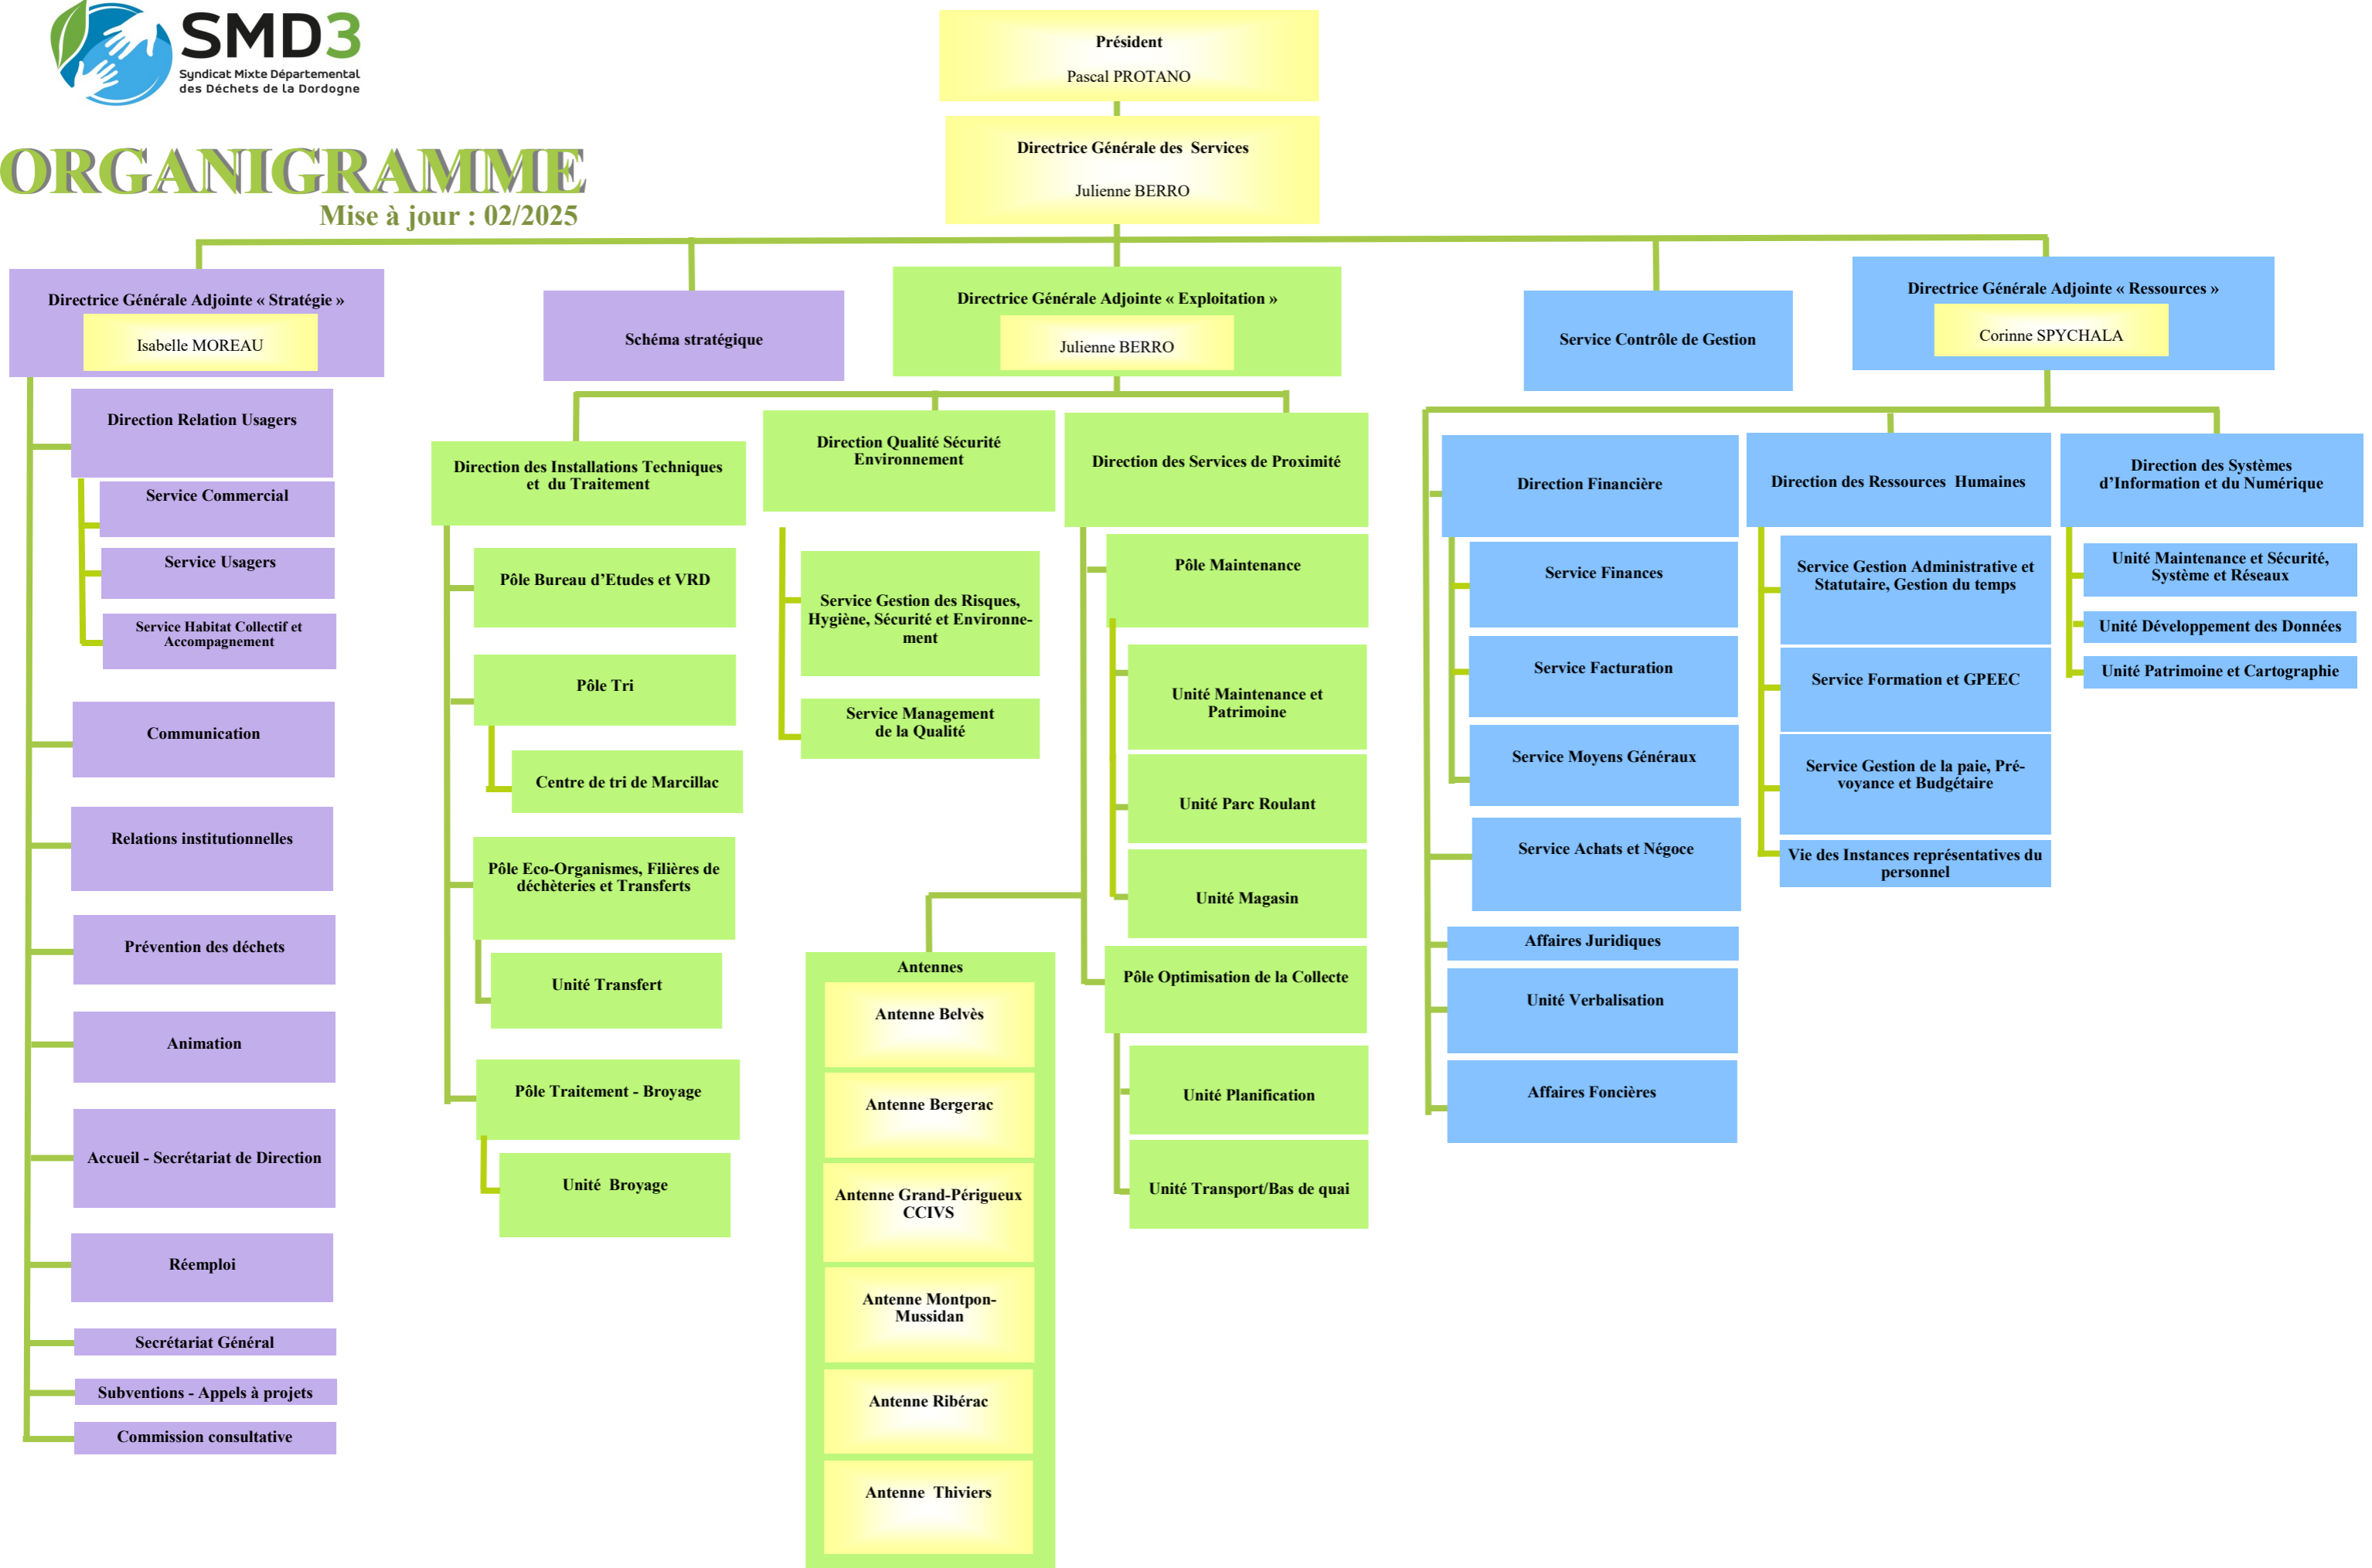 SMD3
Syndicat Mixte Départemental
des Déchets de la Dordogne
ORGANIGRAMME
Mise à jour : 02/2025
Président
Pascal PROTANO
Directrice Générale des Services
Julienne BERRO
Directrice Générale Adjointe « Stratégie »
Isabelle MOREAU
Schéma stratégique
Directrice Générale Adjointe « Exploitation »
Julienne BERRO
Service Contrôle de Gestion
Directrice Générale Adjointe « Ressources »
Corinne SPYCHALA
Direction Relation Usagers
Service Commercial
Service Usagers
Service Habitat Collectif et
Accompagnement
Communication
Relations institutionnelles
Prévention des déchets
Animation
Accueil - Secrétariat de Direction
Réemploi
Secrétariat Général
Subventions - Appels à projets
Commission consultative
Direction des Installations Techniques
et du Traitement
Pôle Bureau d’Etudes et VRD
Pôle Tri
Centre de tri de Marcillac
Pôle Eco-Organismes, Filières de
déchèteries et Transferts
Unité Transfert
Pôle Traitement - Broyage
Unité Broyage
Direction Qualité Sécurité
Environnement
Service Gestion des Risques,
Hygiène, Sécurité et Environne-
ment
Service Management
de la Qualité
Direction des Services de Proximité
Pôle Maintenance
Unité Maintenance et
Patrimoine
Unité Parc Roulant
Unité Magasin
Pôle Optimisation de la Collecte
Unité Planification
Unité Transport/Bas de quai
Antennes
Antenne Belvès
Antenne Bergerac
Antenne Grand-Périgueux
CCIVS
Antenne Montpon-
Mussidan
Antenne Ribérac
Antenne Thiviers
Direction Financière
Service Finances
Service Facturation
Service Moyens Généraux
Service Achats et Négoce
Affaires Juridiques
Unité Verbalisation
Affaires Foncières
Direction des Ressources Humaines
Service Gestion Administrative et
Statutaire, Gestion du temps
Service Formation et GPEEC
Service Gestion de la paie, Pré-
voyance et Budgétaire
Vie des Instances représentatives du
personnel
Direction des Systèmes
d’Information et du Numérique
Unité Maintenance et Sécurité,
Système et Réseaux
Unité Développement des Données
Unité Patrimoine et Cartographie